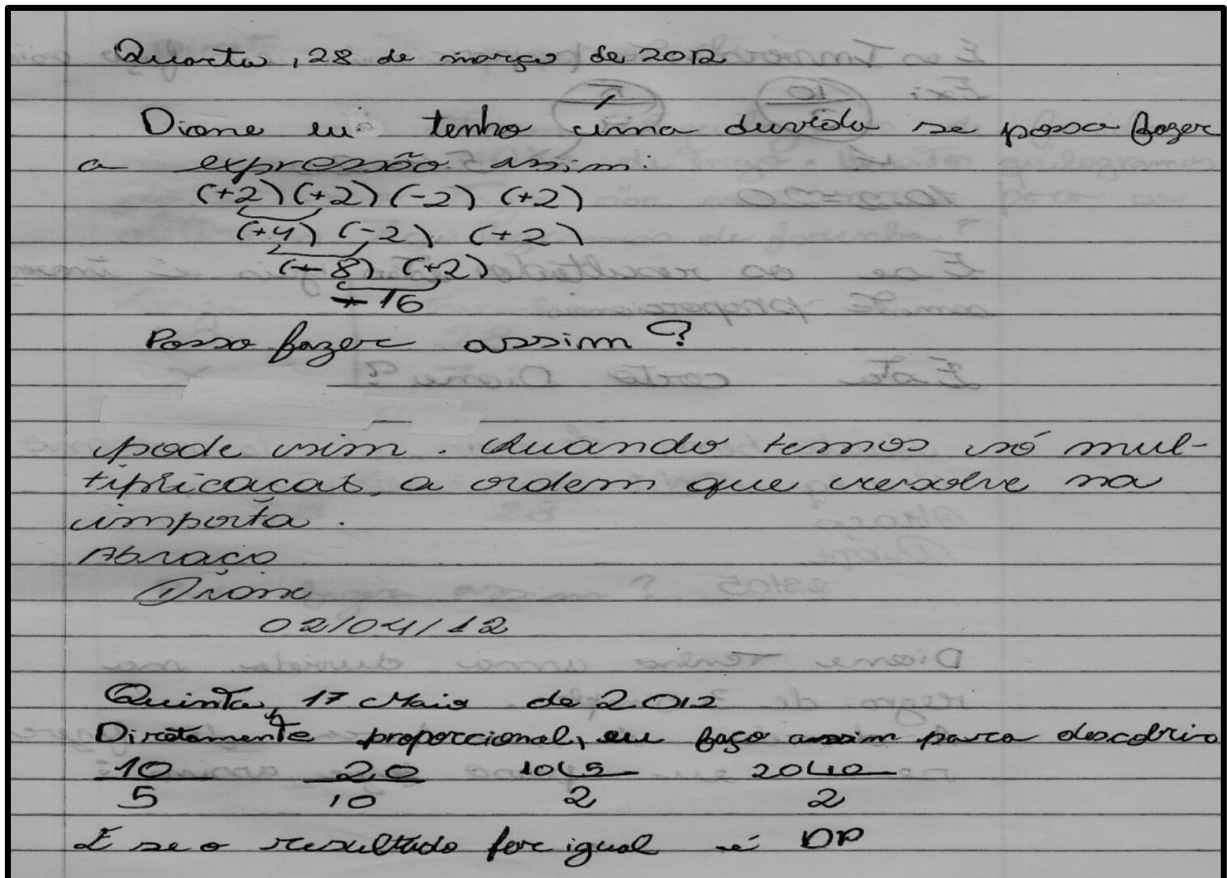 Quarta, 28 de março de 2012
Diane eu tenho uma duvida se posso fazer
a expressão assim:
(+2)(+2)(-2) (+2)
(+4) (-2) (+2)
(-8) (+2)
-16
Posso fazer assim?
pode sim. Quando temos só mul-
tiplicacas, a ordem que resolve na
importa.
Abraço
Diane
02/04/12
Quinta, 17 Maio de 2012
Diretamente proporcional, eu faço assim para descobrir
10 20 10⌊5 20⌊10
5 10 2 2
E se o resultado for igual é DP